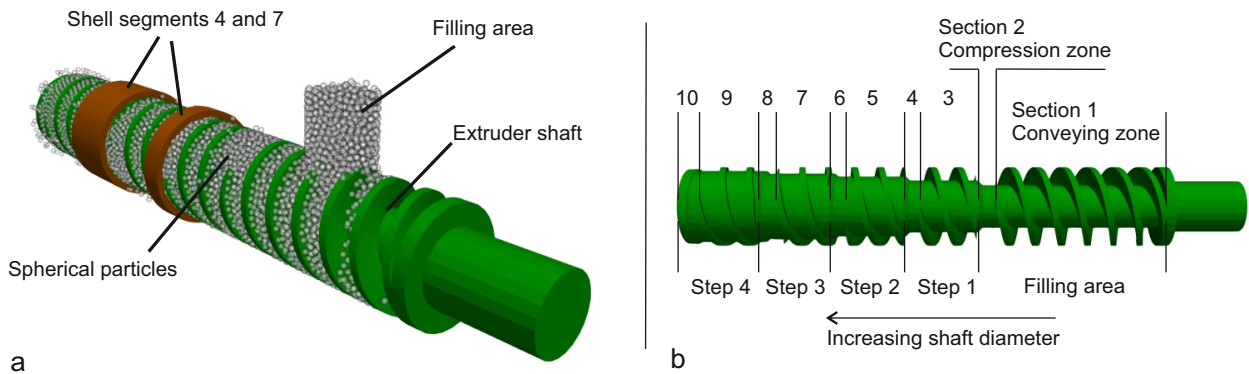 Shell segments 4 and 7
Filling area
Extruder shaft
Spherical particles
a
Section 2
Compression zone
10 9 8 7 6 5 4 3
Section 1
Conveying zone
Step 4 Step 3 Step 2 Step 1 Filling area
Increasing shaft diameter
b